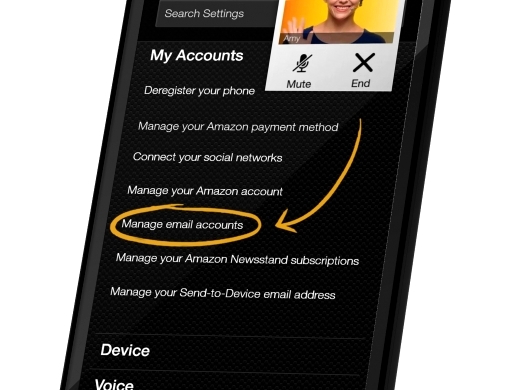 Search Settings
Amy
Mute
End
My Accounts
Deregister your phone
Manage your Amazon payment method
Connect your social networks
Manage your Amazon account
Manage email accounts
Manage your Amazon Newsstand subscriptions
Manage your Send-to-Device email address
Device
Voice